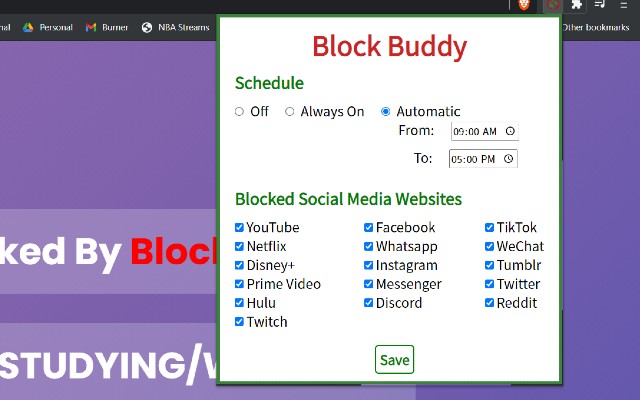 Personal Burner NBA Streams Other bookmarks
Block Buddy
Schedule
Off Always On Automatic
From: 09:00 AM
To: 05:00 PM
Blocked Social Media Websites
YouTube Facebook TikTok
Netflix Whatsapp WeChat
Disney+ Instagram Tumblr
Prime Video Messenger Twitter
Hulu Discord Reddit
Twitch
Save
ked By Block
STUDYING/W